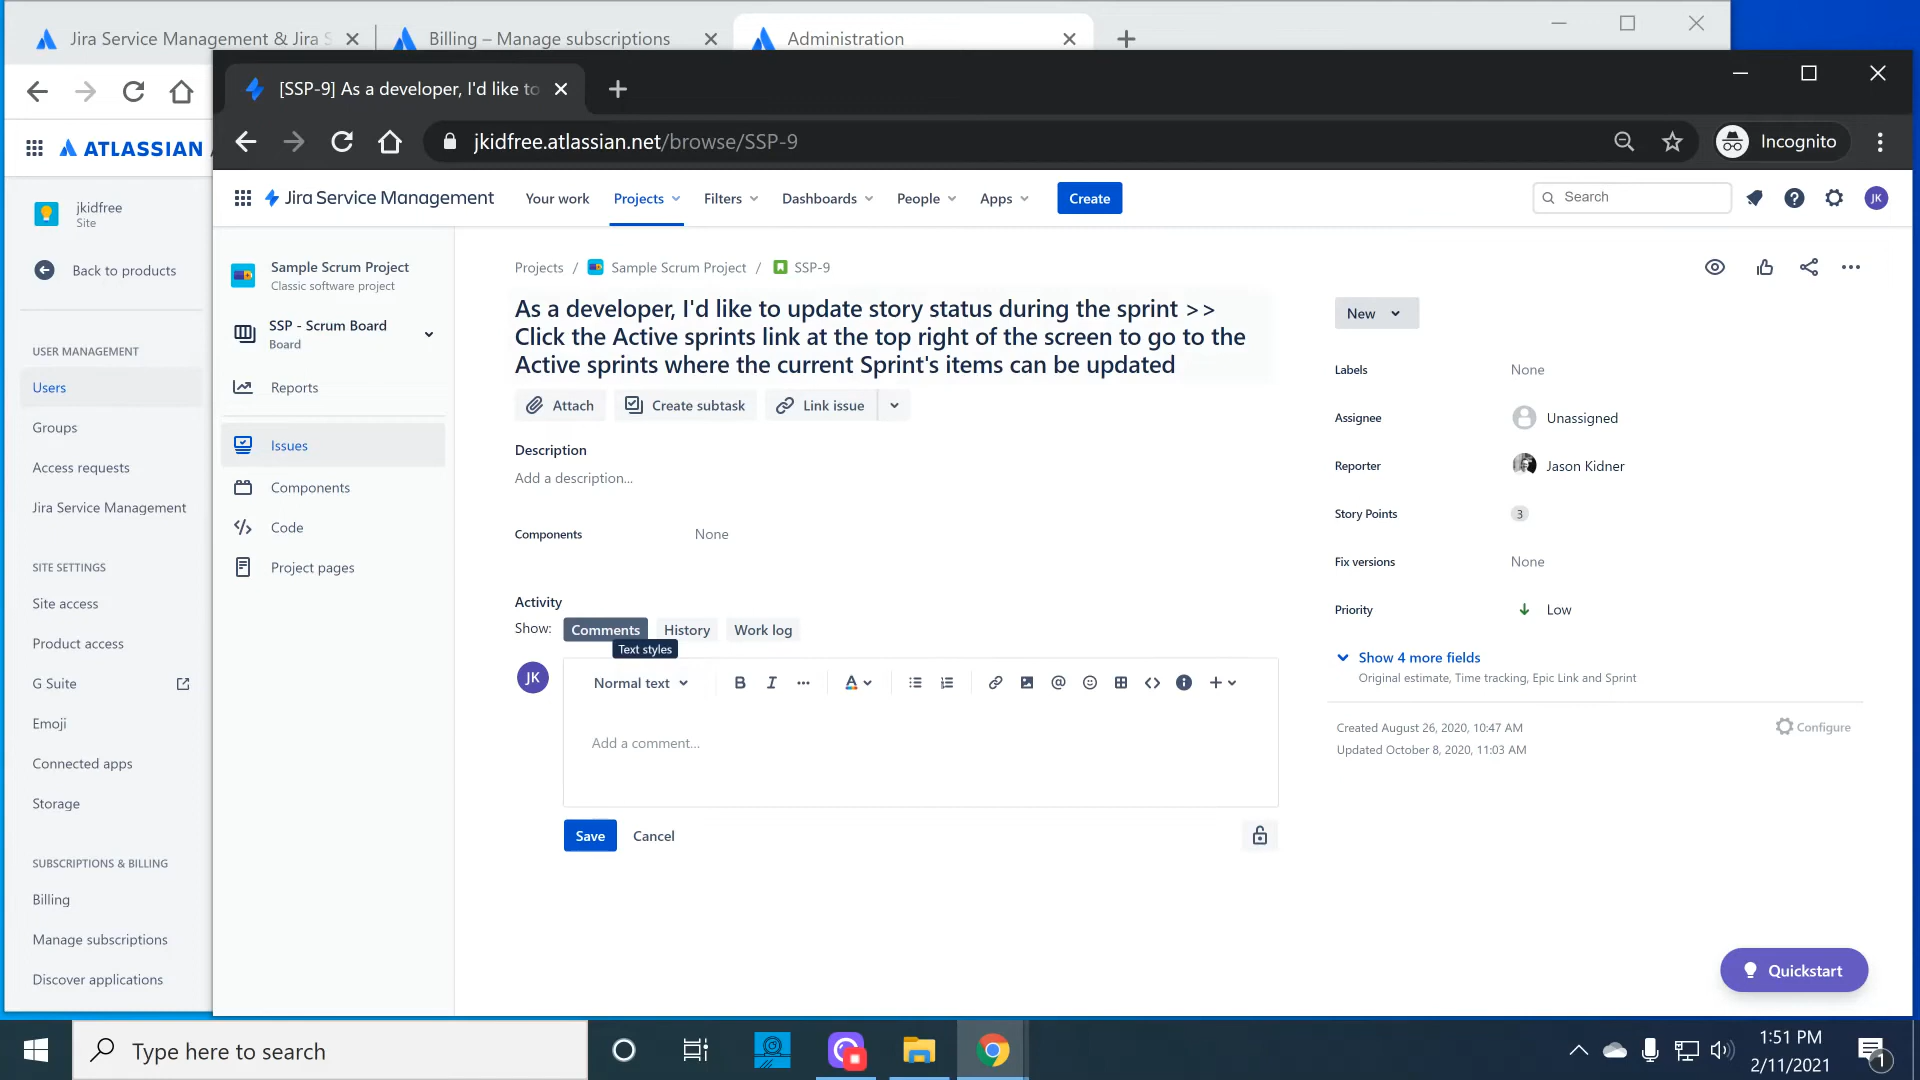 Jira Service Management & Jira S
Billing – Manage subscriptions
Administration
[SSP-9] As a developer, I'd like to
jkidfree.atlassian.net/browse/SSP-9
Incognito
ATLASSIAN
jkidfree
Site
Back to products
USER MANAGEMENT
Users
Groups
Access requests
Jira Service Management
SITE SETTINGS
Site access
Product access
G Suite
Emoji
Connected apps
Storage
SUBSCRIPTIONS & BILLING
Billing
Manage subscriptions
Discover applications
Jira Service Management
Your work
Projects
Filters
Dashboards
People
Apps
Create
Search
JK
Sample Scrum Project
Classic software project
SSP - Scrum Board
Board
Reports
Issues
Components
Code
Project pages
Projects / Sample Scrum Project / SSP-9
As a developer, I'd like to update story status during the sprint >>
Click the Active sprints link at the top right of the screen to go to the
Active sprints where the current Sprint's items can be updated
Attach
Create subtask
Link issue
Description
Add a description...
Components None
Activity
Show: Comments History Work log
Text styles
JK
Normal text
Add a comment...
Save
Cancel
New
Labels None
Assignee Unassigned
Reporter Jason Kidner
Story Points 3
Fix versions None
Priority Low
Show 4 more fields
Original estimate, Time tracking, Epic Link and Sprint
Created August 26, 2020, 10:47 AM
Updated October 8, 2020, 11:03 AM
Configure
Quickstart
Type here to search
1:51 PM
2/11/2021
1